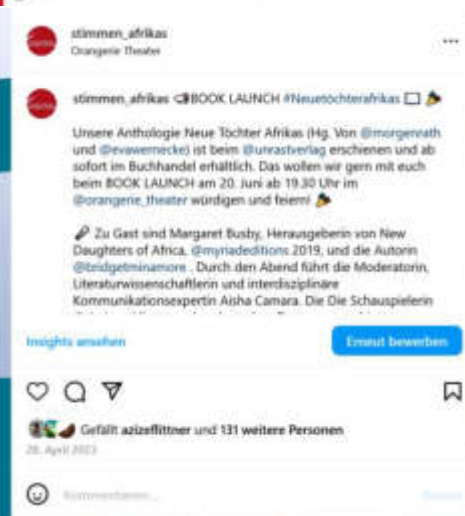 stimmen_afrikas
Orangerie Theater
stimmen_afrikas BOOK LAUNCH #Neuetöchterafrikas
Unsere Anthologie Neue Töchter Afrikas (Hg. Von @morgenrath
und @evawernecke) ist beim @unrastverlag erschienen und ab
sofort im Buchhandel erhältlich. Das wollen wir gern mit euch
beim BOOK LAUNCH am 20. Juni ab 19.30 Uhr im
@orangerie_theater würdigen und feiern!
Zu Gast sind Margaret Busby, Herausgeberin von New
Daughters of Africa, @myriadeditions 2019, und die Autorin
@bridgetminamore . Durch den Abend führt die Moderatorin,
Literaturwissenschaftlerin und interdisziplinäre
Kommunikationsexpertin Aisha Camara. Die Die Schauspielerin
Insights ansehen
Erneut bewerben
Gefällt azizeflittner und 131 weitere Personen
28. April 2023
Kommentieren ...